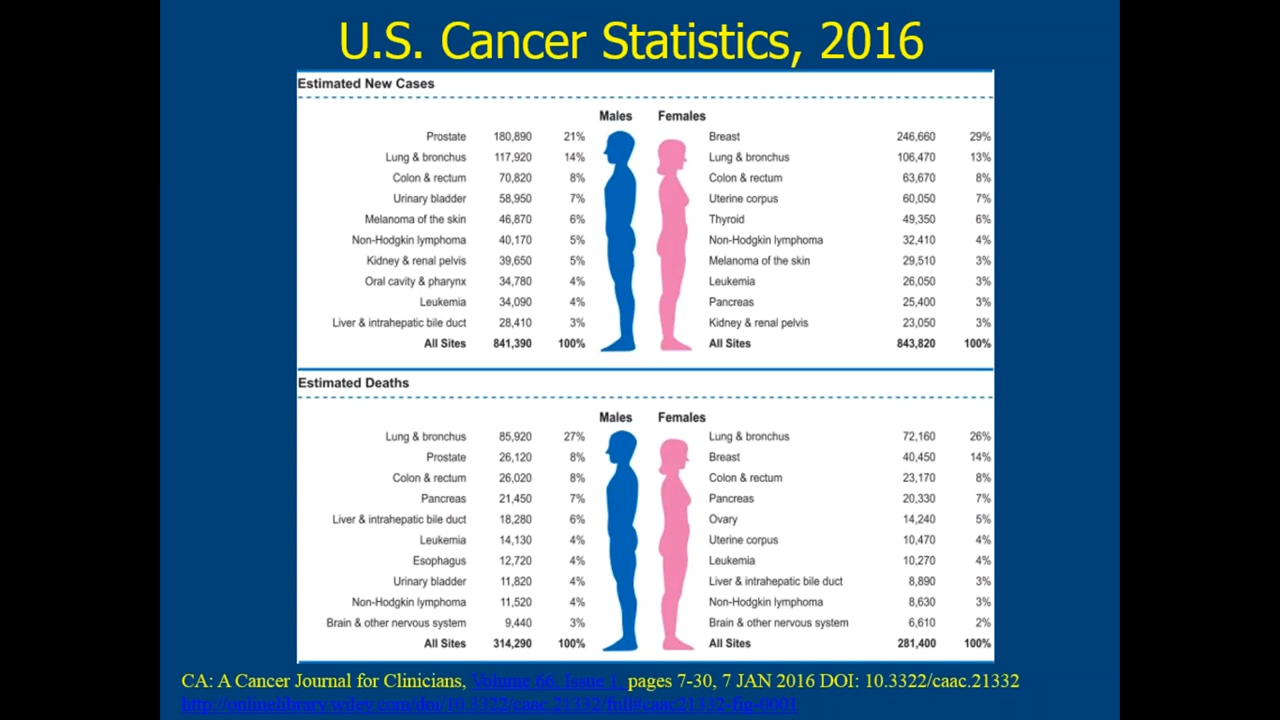 U.S. Cancer Statistics, 2016
Estimated New Cases
Males Females
Prostate 180,890 21% Breast 246,660 29%
Lung & bronchus 117,920 14% Lung & bronchus 106,470 13%
Colon & rectum 70,820 8% Colon & rectum 63,670 8%
Urinary bladder 58,950 7% Uterine corpus 60,050 7%
Melanoma of the skin 46,870 6% Thyroid 49,350 6%
Non-Hodgkin lymphoma 40,170 5% Non-Hodgkin lymphoma 32,410 4%
Kidney & renal pelvis 39,650 5% Melanoma of the skin 29,510 3%
Oral cavity & pharynx 34,780 4% Leukemia 26,050 3%
Leukemia 34,090 4% Pancreas 25,400 3%
Liver & intrahepatic bile duct 28,410 3% Kidney & renal pelvis 23,050 3%
All Sites 841,390 100% All Sites 843,820 100%
Estimated Deaths
Males Females
Lung & bronchus 85,920 27% Lung & bronchus 72,160 26%
Prostate 26,120 8% Breast 40,450 14%
Colon & rectum 26,020 8% Colon & rectum 23,170 8%
Pancreas 21,450 7% Pancreas 20,330 7%
Liver & intrahepatic bile duct 18,280 6% Ovary 14,240 5%
Leukemia 14,130 4% Uterine corpus 10,470 4%
Esophagus 12,720 4% Leukemia 10,270 4%
Urinary bladder 11,820 4% Liver & intrahepatic bile duct 8,890 3%
Non-Hodgkin lymphoma 11,520 4% Non-Hodgkin lymphoma 8,630 3%
Brain & other nervous system 9,440 3% Brain & other nervous system 6,610 2%
All Sites 314,290 100% All Sites 281,400 100%
CA: A Cancer Journal for Clinicians, Volume 66, Issue 1, pages 7-30, 7 JAN 2016 DOI: 10.3322/caac.21332
http://onlinelibrary.wiley.com/doi/10.3322/caac.21332/full#caac21332-fig-0001